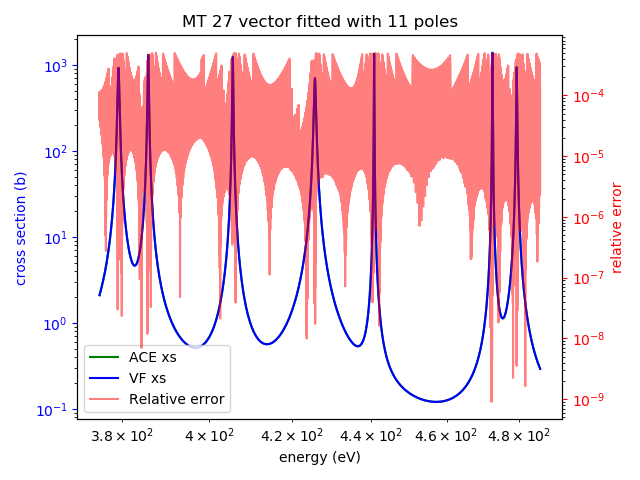 MT 27 vector fitted with 11 poles
10³
10²
10¹
10⁰
10⁻¹
cross section (b)
10⁻⁴
10⁻⁵
10⁻⁶
10⁻⁷
10⁻⁸
10⁻⁹
relative error
ACE xs
VF xs
Relative error
3.8 × 10² 4 × 10² 4.2 × 10² 4.4 × 10² 4.6 × 10² 4.8 × 10²
energy (eV)